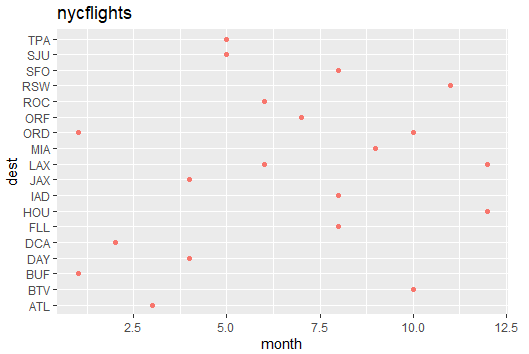 nycflights
dest
TPA
SJU
SFO
RSW
ROC
ORF
ORD
MIA
LAX
JAX
IAD
HOU
FLL
DCA
DAY
BUF
BTV
ATL
2.5 5.0 7.5 10.0 12.5
month